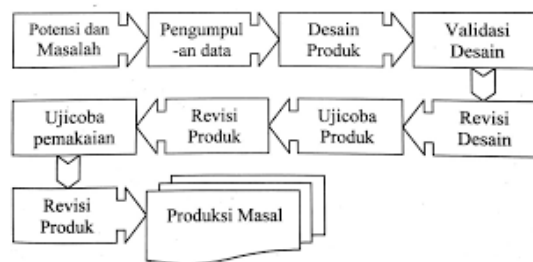 Potensi dan
Masalah
Pengumpul
-an data
Desain
Produk
Validasi
Desain
Ujicoba
pemakaian
Revisi
Produk
Ujicoba
Produk
Revisi
Desain
Revisi
Produk
Produksi Masal